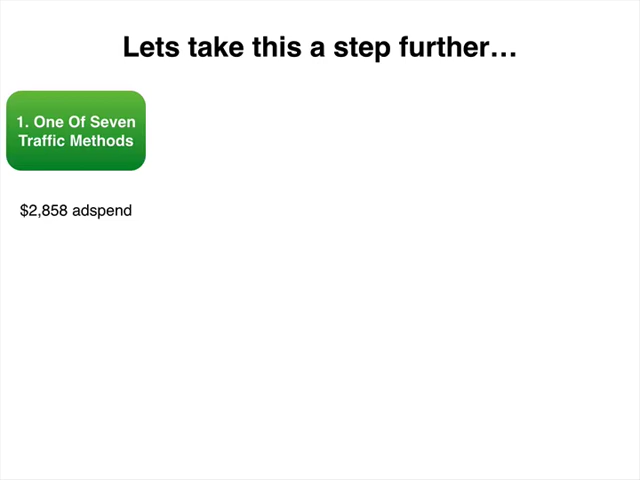 Lets take this a step further…
1. One Of Seven
Traffic Methods
$2,858 adspend